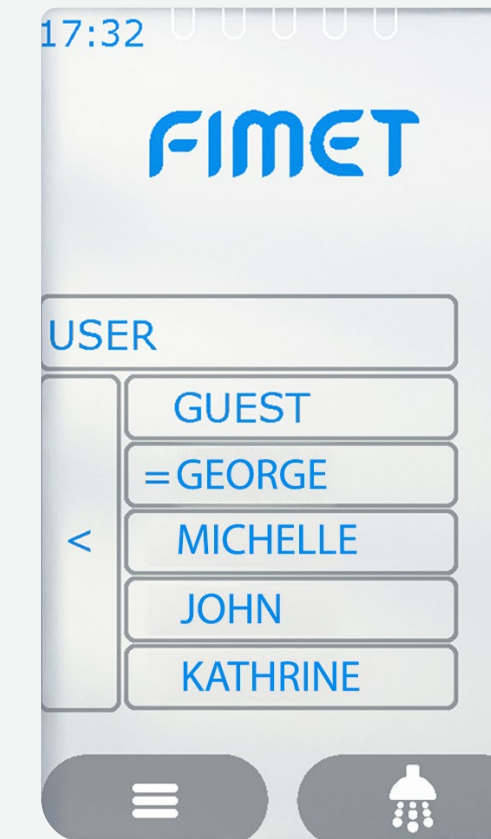 17:32
FIMET
USER
GUEST
=GEORGE
<
MICHELLE
JOHN
KATHRINE